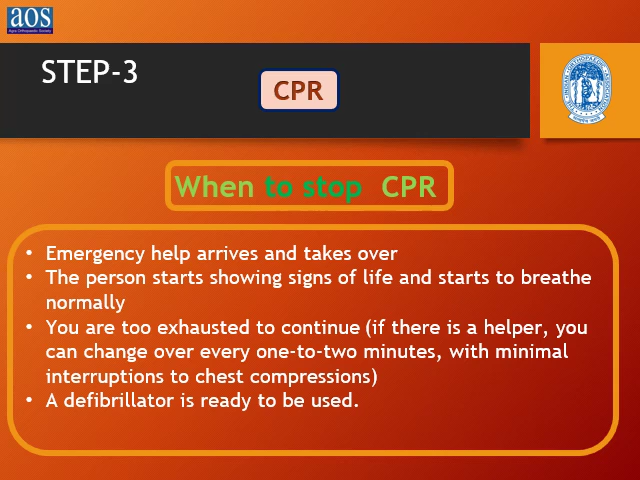 aos
Agra Orthopaedic Society
STEP-3
CPR
When to stop CPR
• Emergency help arrives and takes over
• The person starts showing signs of life and starts to breathe
normally
• You are too exhausted to continue (if there is a helper, you
can change over every one-to-two minutes, with minimal
interruptions to chest compressions)
• A defibrillator is ready to be used.